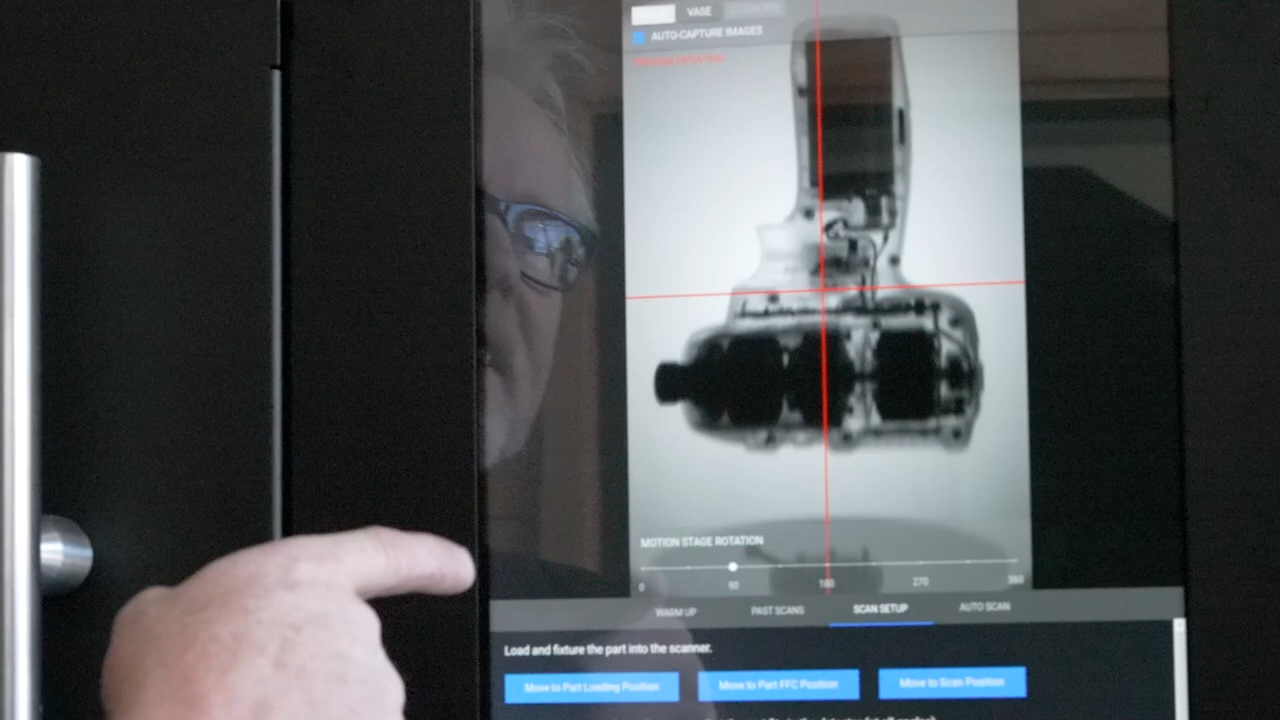 VASE
AUTO-CAPTURE IMAGES
MOTION STAGE ROTATION
0 90 180 270 360
WARM UP PAST SCANS SCAN SETUP AUTO SCAN
Load and fixture the part into the scanner.
Move to Part Loading Position Move to Part FFC Position Move to Scan Position